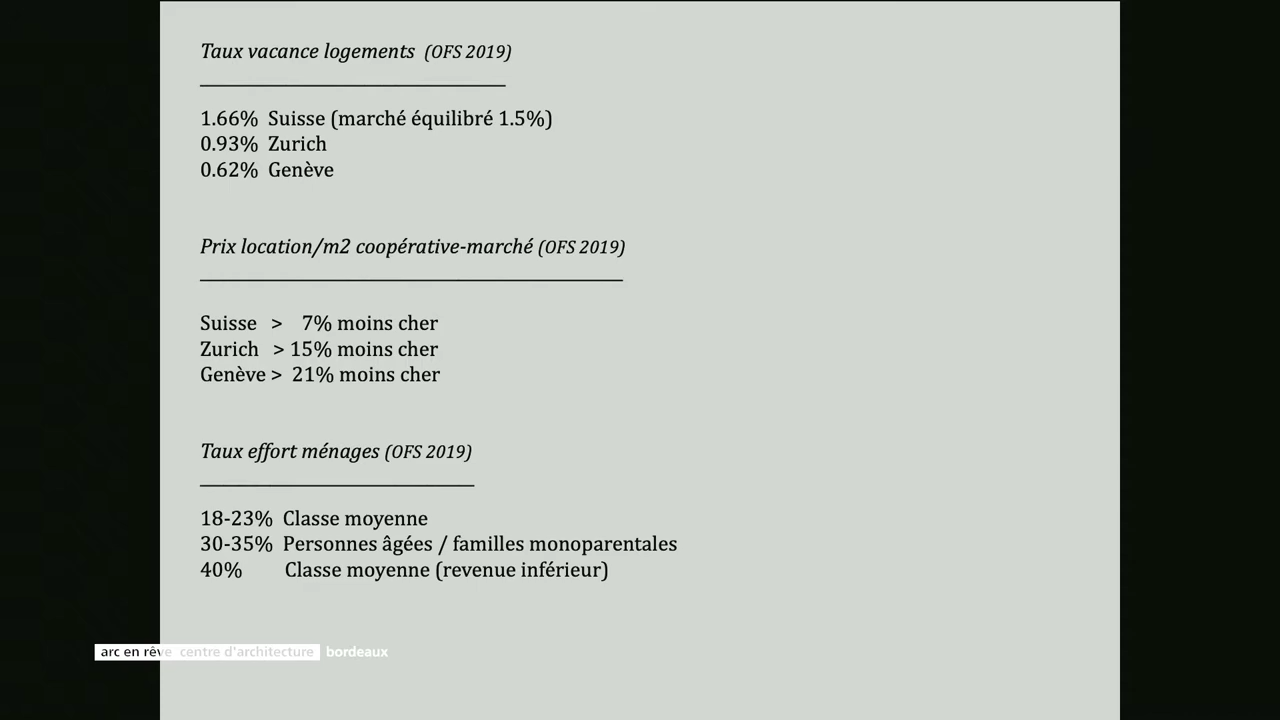 Taux vacance logements (OFS 2019)
1.66% Suisse (marché équilibré 1.5%)
0.93% Zurich
0.62% Genève
Prix location/m2 coopérative-marché (OFS 2019)
Suisse > 7% moins cher
Zurich > 15% moins cher
Genève > 21% moins cher
Taux effort ménages (OFS 2019)
18-23% Classe moyenne
30-35% Personnes âgées / familles monoparentales
40% Classe moyenne (revenue inférieur)
arc en rêve centre d'architecture bordeaux